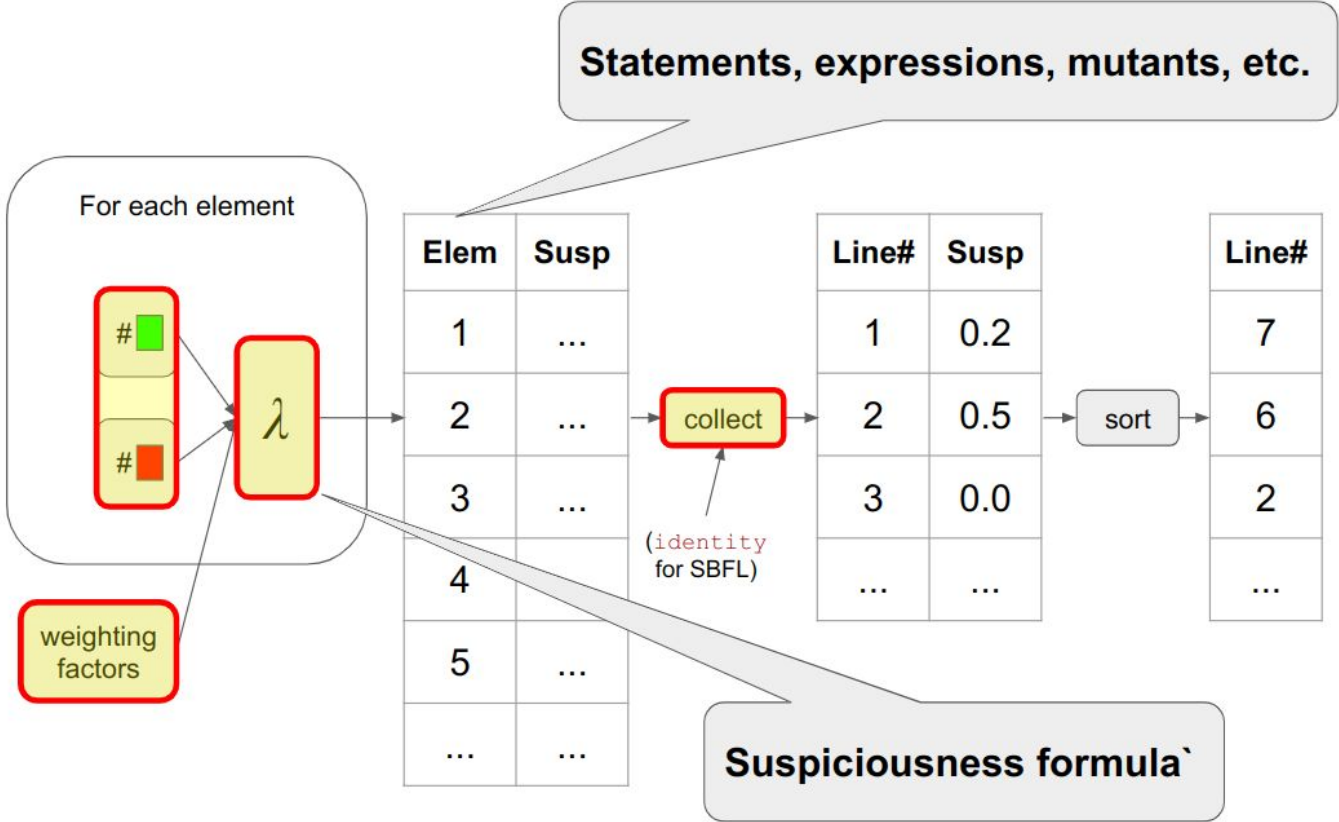 Statements, expressions, mutants, etc.
For each element
#
#
λ
weighting
factors
Elem Susp
1 ...
2 ...
3 ...
4
5 ...
... ...
collect
(identity
for SBFL)
Line# Susp
1 0.2
2 0.5
3 0.0
... ...
sort
Line#
7
6
2
...
Suspiciousness formula`